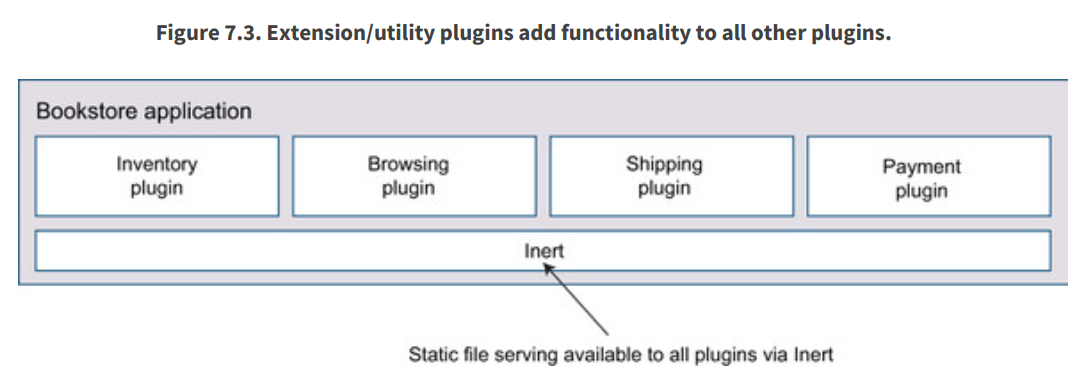 Figure 7.3. Extension/utility plugins add functionality to all other plugins.
Bookstore application
Inventory
plugin
Browsing
plugin
Shipping
plugin
Payment
plugin
Inert
Static file serving available to all plugins via Inert